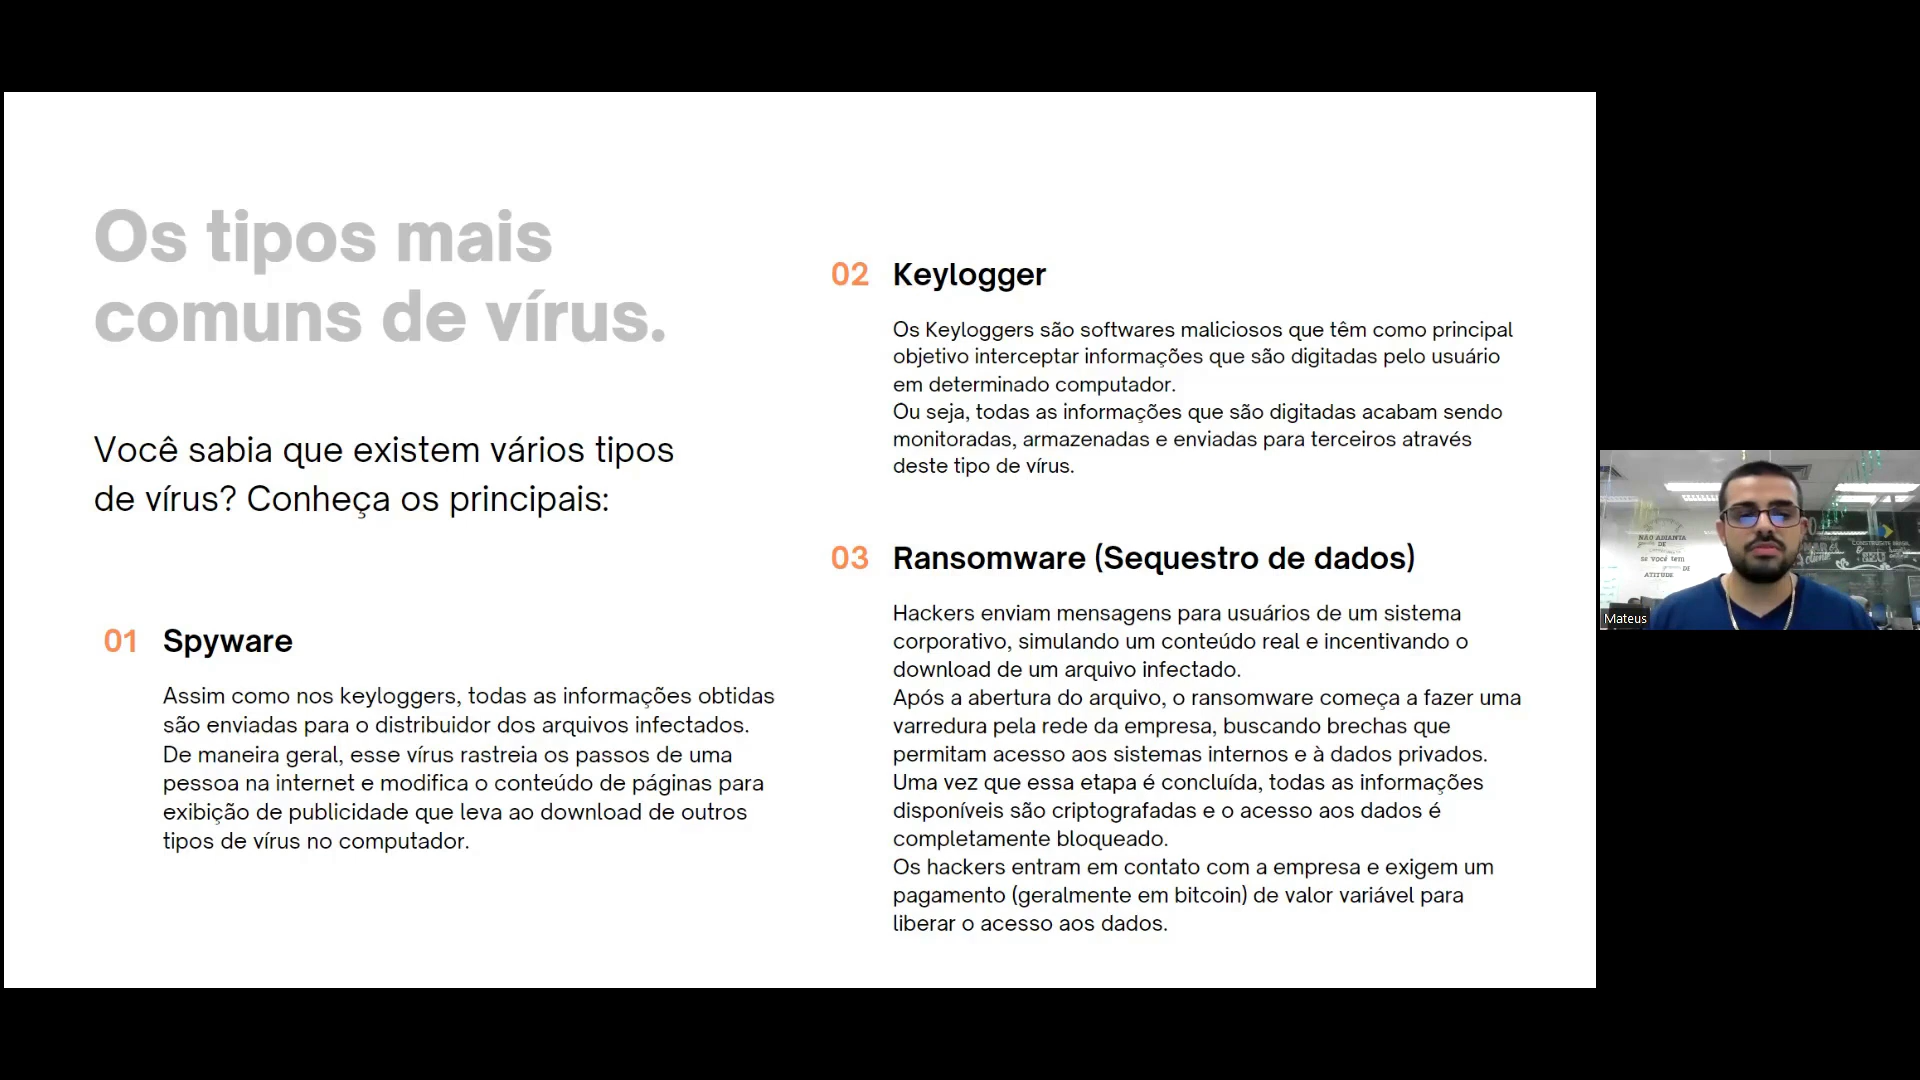 Os tipos mais
comuns de vírus.
Você sabia que existem vários tipos
de vírus? Conheça os principais:
01 Spyware
Assim como nos keyloggers, todas as informações obtidas
são enviadas para o distribuidor dos arquivos infectados.
De maneira geral, esse vírus rastreia os passos de uma
pessoa na internet e modifica o conteúdo de páginas para
exibição de publicidade que leva ao download de outros
tipos de vírus no computador.
02 Keylogger
Os Keyloggers são softwares maliciosos que têm como principal
objetivo interceptar informações que são digitadas pelo usuário
em determinado computador.
Ou seja, todas as informações que são digitadas acabam sendo
monitoradas, armazenadas e enviadas para terceiros através
deste tipo de vírus.
03 Ransomware (Sequestro de dados)
Hackers enviam mensagens para usuários de um sistema
corporativo, simulando um conteúdo real e incentivando o
download de um arquivo infectado.
Após a abertura do arquivo, o ransomware começa a fazer uma
varredura pela rede da empresa, buscando brechas que
permitam acesso aos sistemas internos e à dados privados.
Uma vez que essa etapa é concluída, todas as informações
disponíveis são criptografadas e o acesso aos dados é
completamente bloqueado.
Os hackers entram em contato com a empresa e exigem um
pagamento (geralmente em bitcoin) de valor variável para
liberar o acesso aos dados.
NÃO ADIANTA
DE
se você tem
DE
ATITUDE
Mateus